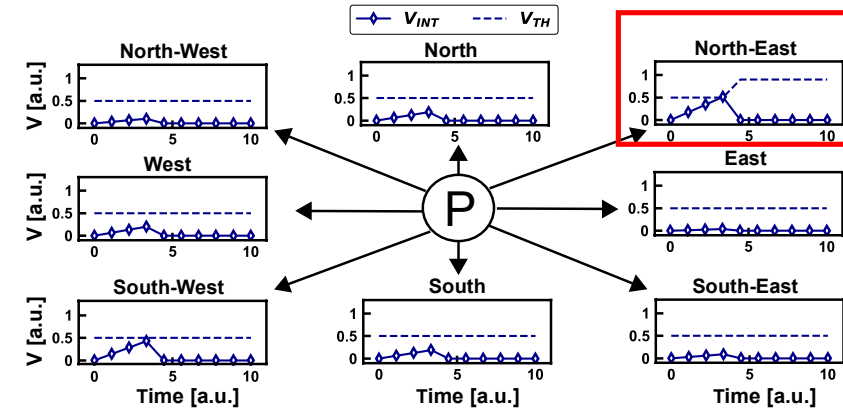 V_INT V_TH
North-West North North-East
V [a.u.] 1 0.5 0 0 5 10
1 0.5 0 0 5 10
1 0.5 0 0 5 10
West P East
V [a.u.] 1 0.5 0 0 5 10
1 0.5 0 0 5 10
South-West South South-East
V [a.u.] 1 0.5 0 0 5 10
1 0.5 0 0 5 10
1 0.5 0 0 5 10
Time [a.u.] Time [a.u.] Time [a.u.]